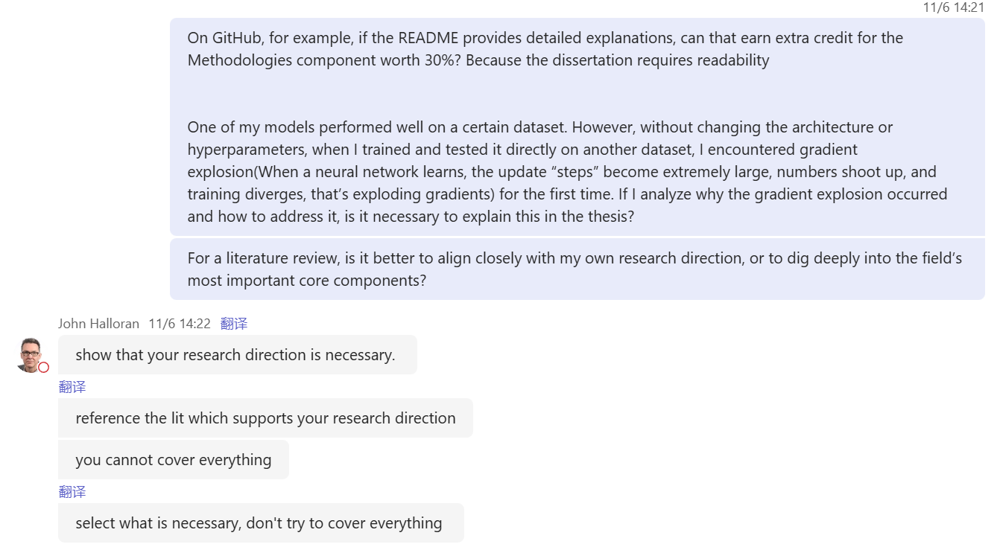 11/6 14:21
On GitHub, for example, if the README provides detailed explanations, can that earn extra credit for the
Methodologies component worth 30%? Because the dissertation requires readability
One of my models performed well on a certain dataset. However, without changing the architecture or
hyperparameters, when I trained and tested it directly on another dataset, I encountered gradient
explosion(When a neural network learns, the update “steps” become extremely large, numbers shoot up, and
training diverges, that’s exploding gradients) for the first time. If I analyze why the gradient explosion occurred
and how to address it, is it necessary to explain this in the thesis?
For a literature review, is it better to align closely with my own research direction, or to dig deeply into the field’s
most important core components?
John Halloran 11/6 14:22 翻译
show that your research direction is necessary.
翻译
reference the lit which supports your research direction
you cannot cover everything
翻译
select what is necessary, don't try to cover everything